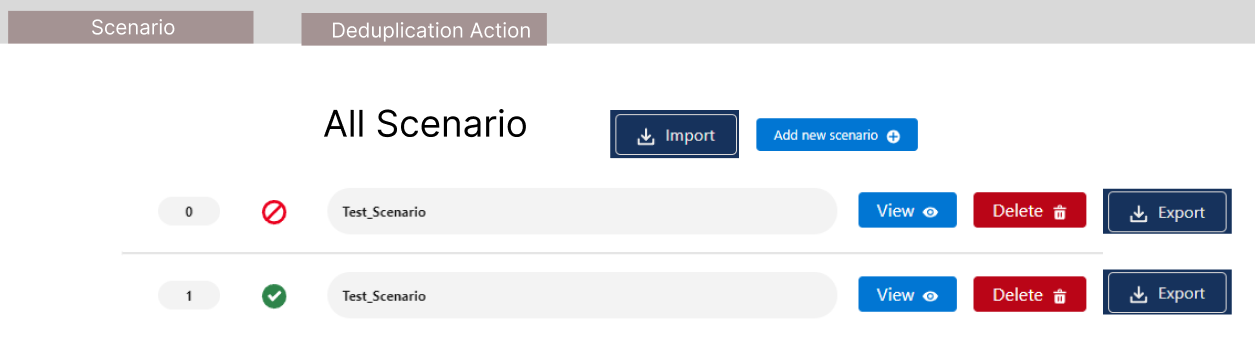 Scenario
Deduplication Action
All Scenario
Import
Add new scenario
0
Test_Scenario
View
Delete
Export
1
Test_Scenario
View
Delete
Export